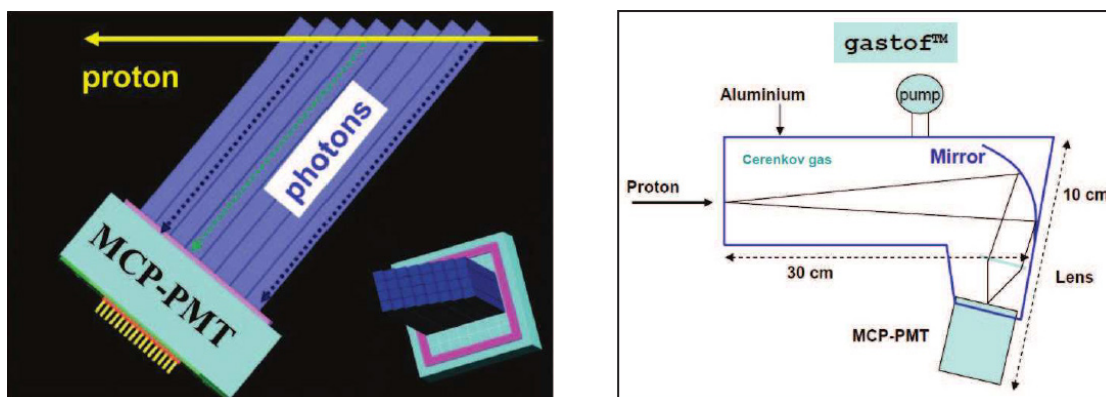 proton
photons
MCP-PMT
gastof™
Aluminium
pump
Cerenkov gas
Mirror
Proton
10 cm
30 cm
Lens
MCP-PMT